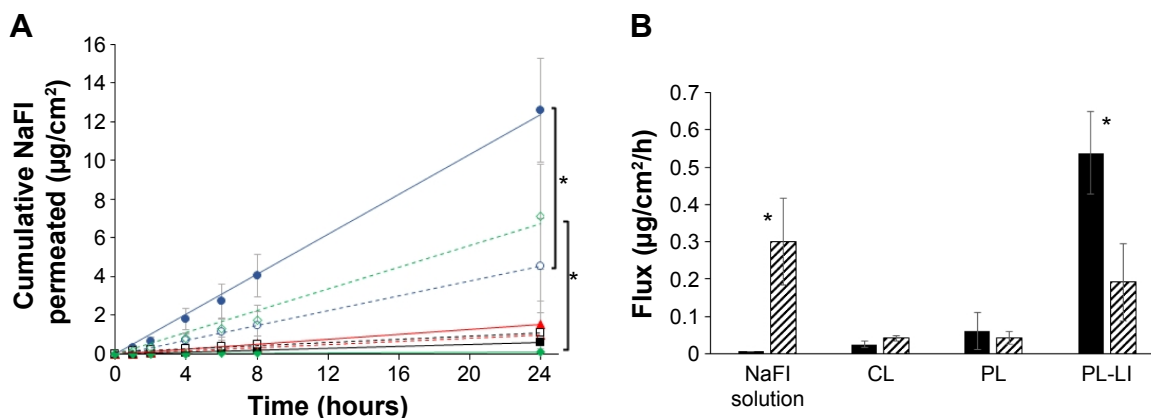 A
Cumulative NaFI
permeated (µg/cm²)
16
14
12
10
8
6
4
2
0
0 4 8 12 16 20 24
Time (hours)
*
*
B
Flux (µg/cm²/h)
0.7
0.6
0.5
0.4
0.3
0.2
0.1
0
*
*
NaFI
solution
CL
PL
PL-LI